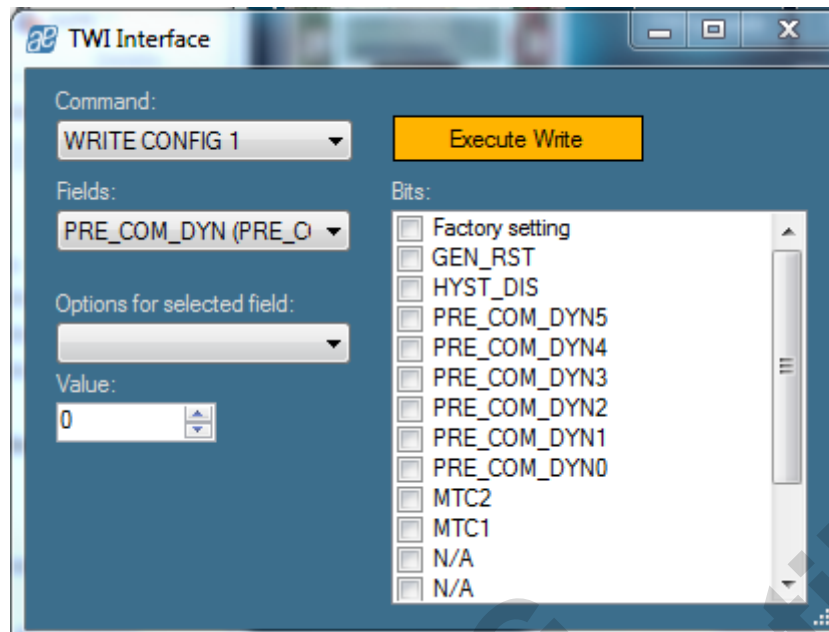 TWI Interface
Command:
WRITE CONFIG 1
Execute Write
Fields:
PRE_COM_DYN (PRE_C
Options for selected field:
Value:
0
Bits:
Factory setting
GEN_RST
HYST_DIS
PRE_COM_DYN5
PRE_COM_DYN4
PRE_COM_DYN3
PRE_COM_DYN2
PRE_COM_DYN1
PRE_COM_DYN0
MTC2
MTC1
N/A
N/A